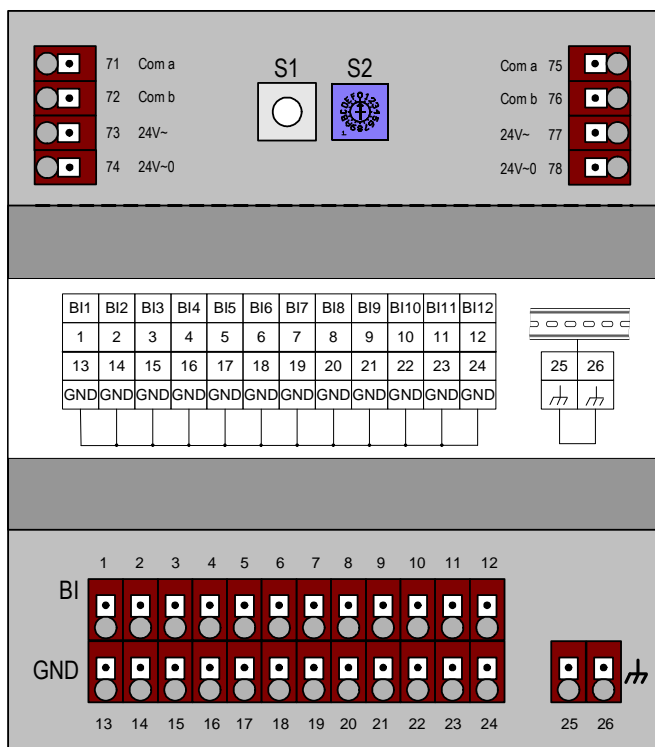 S1 S2
71 Com a
72 Com b
73 24V~
74 24V~0
Com a 75
Com b 76
24V~ 77
24V~0 78
BI1 BI2 BI3 BI4 BI5 BI6 BI7 BI8 BI9 BI10 BI11 BI12
1 2 3 4 5 6 7 8 9 10 11 12
13 14 15 16 17 18 19 20 21 22 23 24
GND GND GND GND GND GND GND GND GND GND GND GND
25 26
1 2 3 4 5 6 7 8 9 10 11 12
BI
GND
13 14 15 16 17 18 19 20 21 22 23 24
25 26